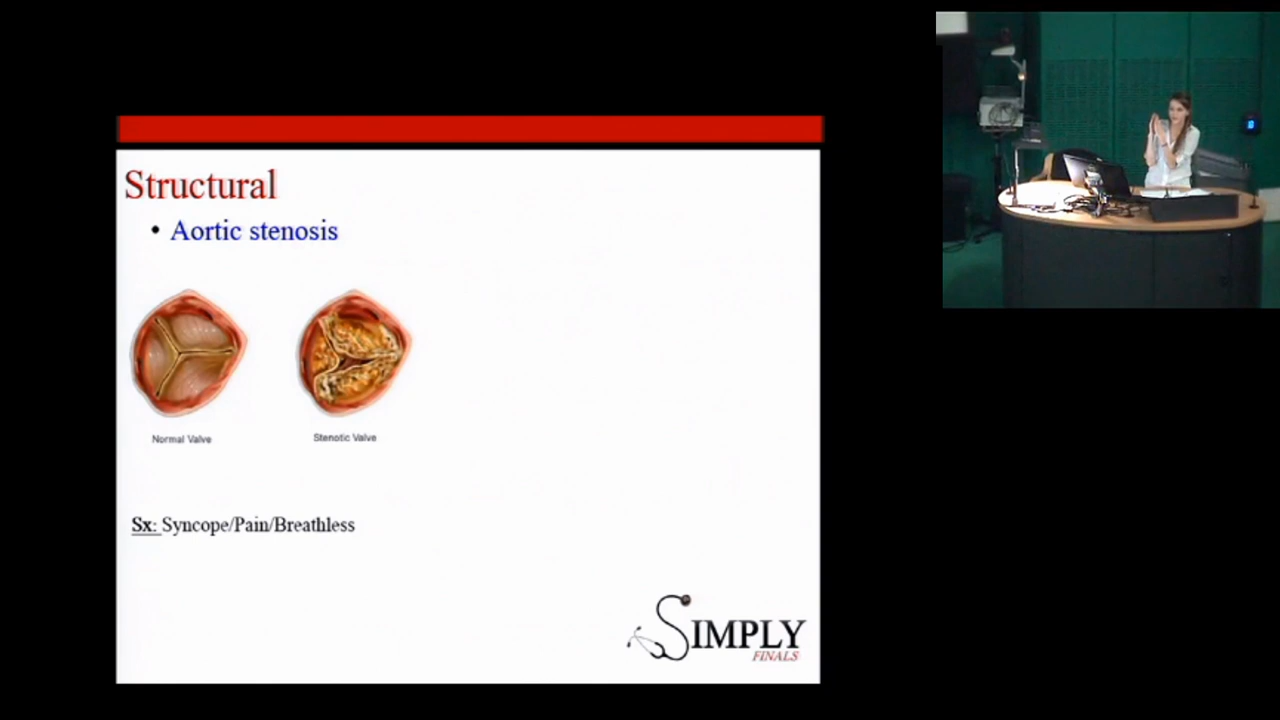 Structural
• Aortic stenosis
Normal Valve
Stenotic Valve
Sx: Syncope/Pain/Breathless
SIMPLY
FINALS